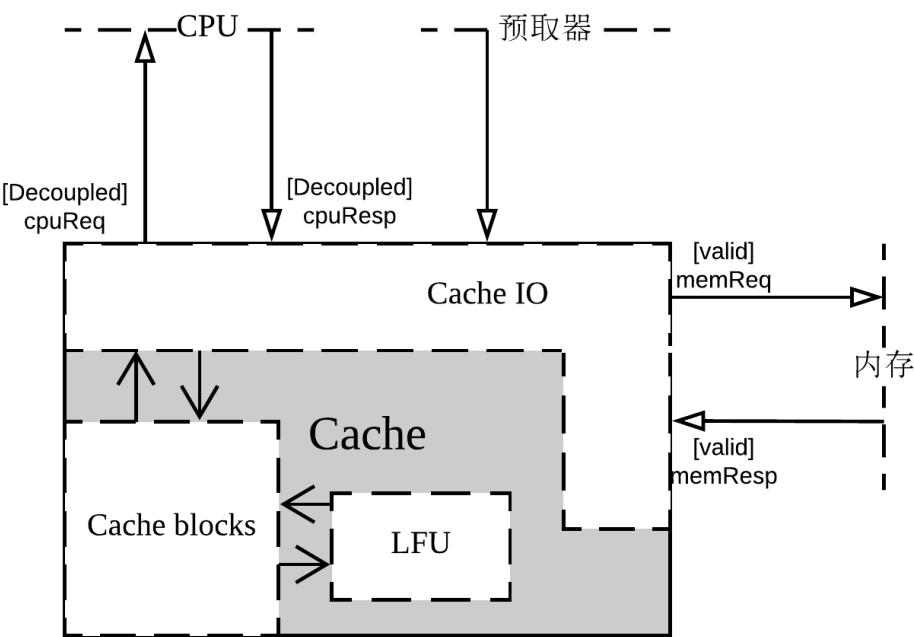 CPU
预取器
[Decoupled]
cpuReq
[Decoupled]
cpuResp
[valid]
memReq
Cache IO
内存
Cache
[valid]
memResp
Cache blocks
LFU